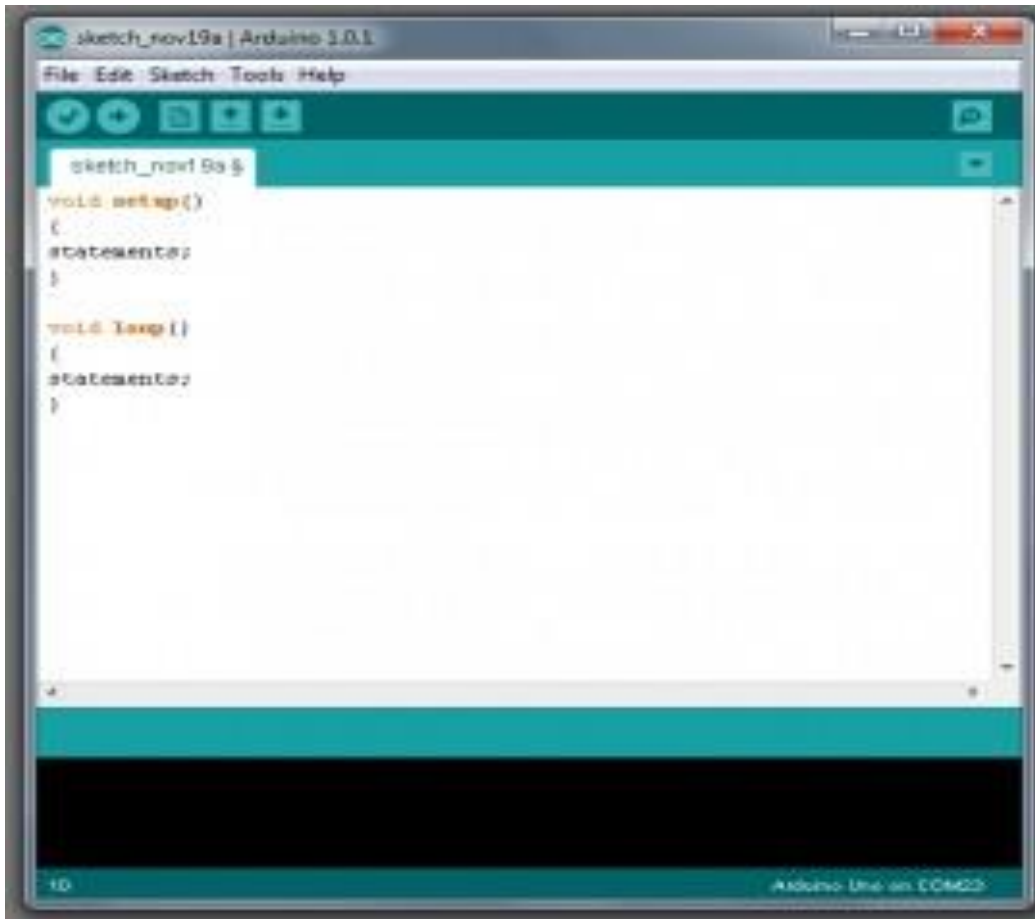 sketch_nov19a | Arduino 1.0.1
File Edit Sketch Tools Help
sketch_nov19a §
void setup()
{
statements;
}
void loop()
{
statements;
}
10
Arduino Uno on COM23